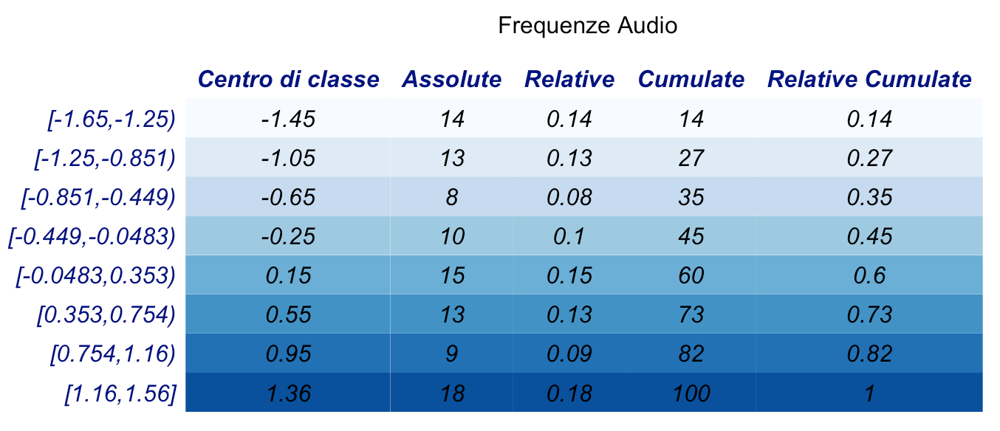 Frequenze Audio
Centro di classe Assolute Relative Cumulate Relative Cumulate
[-1.65,-1.25) -1.45 14 0.14 14 0.14
[-1.25,-0.851) -1.05 13 0.13 27 0.27
[-0.851,-0.449) -0.65 8 0.08 35 0.35
[-0.449,-0.0483) -0.25 10 0.1 45 0.45
[-0.0483,0.353) 0.15 15 0.15 60 0.6
[0.353,0.754) 0.55 13 0.13 73 0.73
[0.754,1.16) 0.95 9 0.09 82 0.82
[1.16,1.56] 1.36 18 0.18 100 1